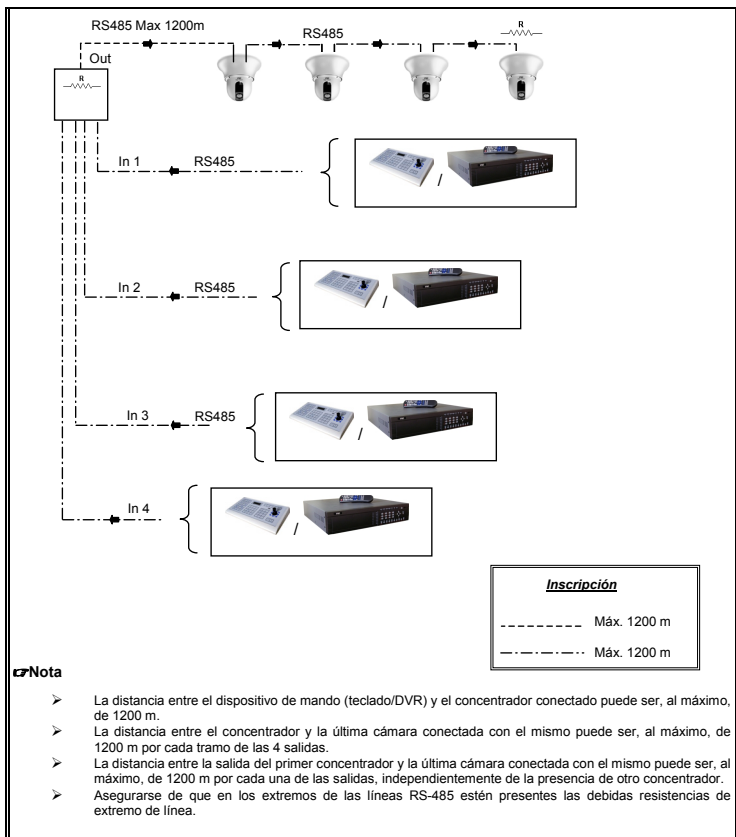 RS485 Max 1200m
RS485
R
Out
R
In 1 RS485
/
In 2 RS485
/
In 3 RS485
/
In 4
/
Inscripción
Máx. 1200 m
Máx. 1200 m
☞Nota
➢ La distancia entre el dispositivo de mando (teclado/DVR) y el concentrador conectado puede ser, al máximo,
de 1200 m.
➢ La distancia entre el concentrador y la última cámara conectada con el mismo puede ser, al máximo, de
1200 m por cada tramo de las 4 salidas.
➢ La distancia entre la salida del primer concentrador y la última cámara conectada con el mismo puede ser, al
máximo, de 1200 m por cada una de las salidas, independientemente de la presencia de otro concentrador.
➢ Asegurarse de que en los extremos de las líneas RS-485 estén presentes las debidas resistencias de
extremo de línea.